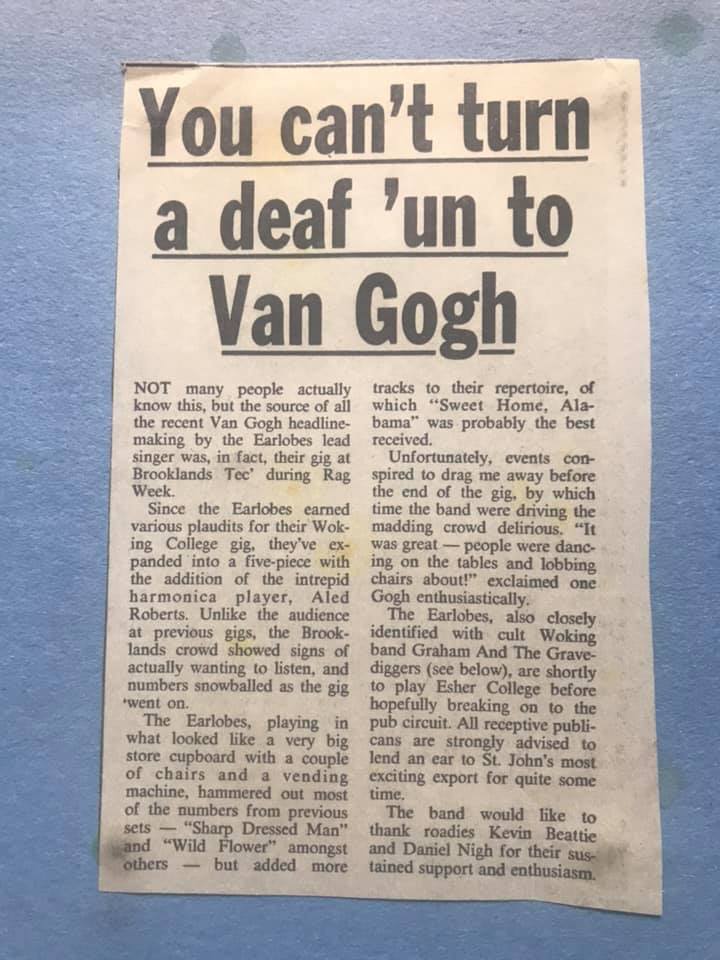 You can't turn
a deaf 'un to
Van Gogh
NOT many people actually
know this, but the source of all
the recent Van Gogh headline-
making by the Earlobes lead
singer was, in fact, their gig at
Brooklands Tec' during Rag
Week.
Since the Earlobes earned
various plaudits for their Wok-
ing College gig, they've ex-
panded into a five-piece with
the addition of the intrepid
harmonica player, Aled
Roberts. Unlike the audience
at previous gigs, the Brook-
lands crowd showed signs of
actually wanting to listen, and
numbers snowballed as the gig
'went on.
The Earlobes, playing in
what looked like a very big
store cupboard with a couple
of chairs and a vending
machine, hammered out most
of the numbers from previous
sets — "Sharp Dressed Man"
and "Wild Flower" amongst
others — but added more
tracks to their repertoire, of
which "Sweet Home, Ala-
bama" was probably the best
received.
Unfortunately, events con-
spired to drag me away before
the end of the gig, by which
time the band were driving the
madding crowd delirious. "It
was great — people were danc-
ing on the tables and lobbing
chairs about!" exclaimed one
Gogh enthusiastically.
The Earlobes, also closely
identified with cult Woking
band Graham And The Grave-
diggers (see below), are shortly
to play Esher College before
hopefully breaking on to the
pub circuit. All receptive publi-
cans are strongly advised to
lend an ear to St. John's most
exciting export for quite some
time.
The band would like to
thank roadies Kevin Beattie
and Daniel Nigh for their sus-
tained support and enthusiasm.